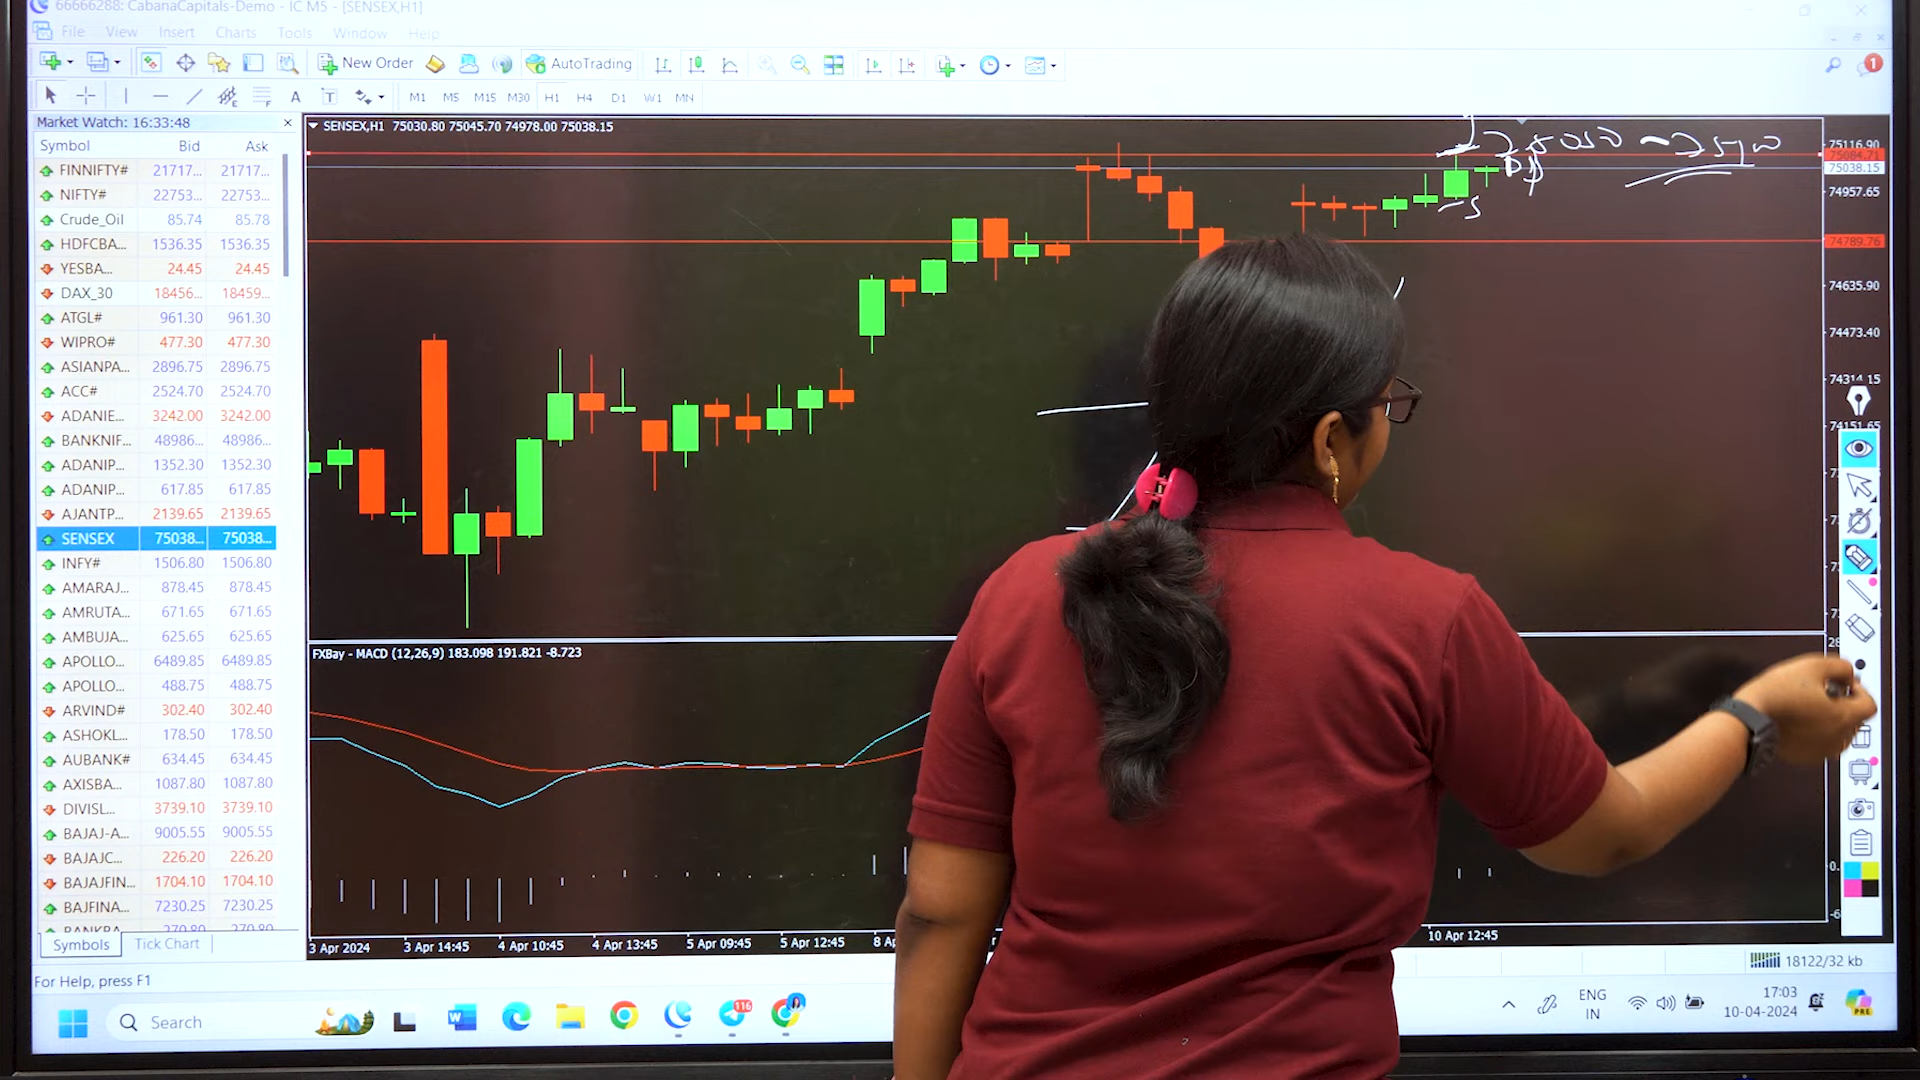 66666288: CabanaCapitals-Demo - IC M5 - [SENSEX,H1]
File View Insert Charts Tools Window Help
New Order AutoTrading
M1 M5 M15 M30 H1 H4 D1 W1 MN
Market Watch: 16:33:48
Symbol Bid Ask
FINNIFTY# 21717... 21717...
NIFTY# 22753... 22753...
Crude_Oil 85.74 85.78
HDFCBA... 1536.35 1536.35
YESBA... 24.45 24.45
DAX_30 18456... 18459...
ATGL# 961.30 961.30
WIPRO# 477.30 477.30
ASIANPA... 2896.75 2896.75
ACC# 2524.70 2524.70
ADANIE... 3242.00 3242.00
BANKNIF... 48986... 48986...
ADANIP... 1352.30 1352.30
ADANIP... 617.85 617.85
AJANTP... 2139.65 2139.65
SENSEX 75038... 75038...
INFY# 1506.80 1506.80
AMARAJ... 878.45 878.45
AMRUTA... 671.65 671.65
AMBUJA... 625.65 625.65
APOLLO... 6489.85 6489.85
APOLLO... 488.75 488.75
ARVIND# 302.40 302.40
ASHOKL... 178.50 178.50
AUBANK# 634.45 634.45
AXISBA... 1087.80 1087.80
DIVISL... 3739.10 3739.10
BAJAJ-A... 9005.55 9005.55
BAJAJC... 226.20 226.20
BAJAJFIN... 1704.10 1704.10
BAJFINA... 7230.25 7230.25
Symbols Tick Chart
For Help, press F1
SENSEX,H1 75030.80 75045.70 74978.00 75038.15
75116.90
75084.71
75038.15
74957.65
74789.76
74635.90
74473.40
74314.15
74151.65
FXBay - MACD (12,26,9) 183.098 191.821 -8.723
3 Apr 2024 3 Apr 14:45 4 Apr 10:45 4 Apr 13:45 5 Apr 09:45 5 Apr 12:45 10 Apr 12:45
18122/32 kb
Search
116
1
PRE
ENG
IN
17:03
10-04-2024